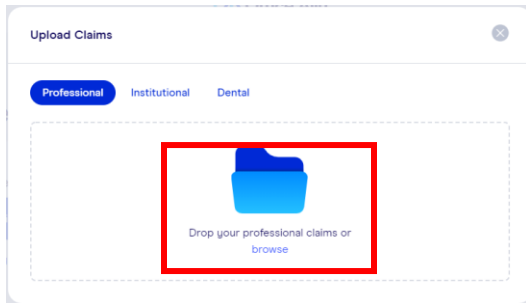 Upload Claims
Professional Institutional Dental
Drop your professional claims or
browse